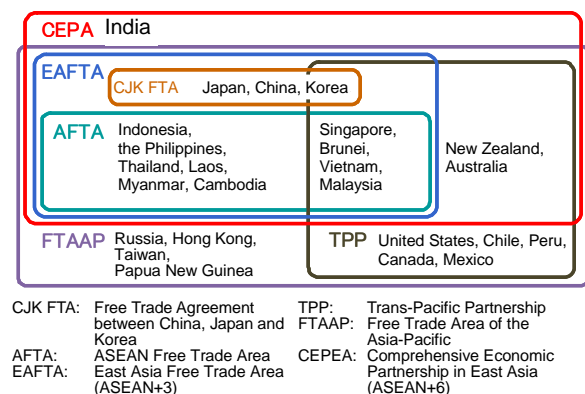 CEPA India
EAFTA
CJK FTA Japan, China, Korea
AFTA
Indonesia,
the Philippines,
Thailand, Laos,
Myanmar, Cambodia
Singapore,
Brunei,
Vietnam,
Malaysia
New Zealand,
Australia
FTAAP
Russia, Hong Kong,
Taiwan,
Papua New Guinea
TPP
United States, Chile, Peru,
Canada, Mexico
CJK FTA: Free Trade Agreement
between China, Japan and
Korea
AFTA: ASEAN Free Trade Area
EAFTA: East Asia Free Trade Area
(ASEAN+3)
TPP: Trans-Pacific Partnership
FTAAP: Free Trade Area of the
Asia-Pacific
CEPEA: Comprehensive Economic
Partnership in East Asia
(ASEAN+6)